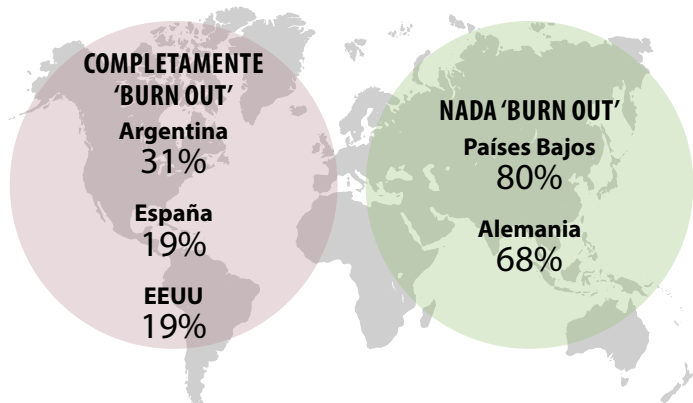 COMPLETAMENTE
‘BURN OUT’
Argentina
31%
España
19%
EEUU
19%
NADA ‘BURN OUT’
Países Bajos
80%
Alemania
68%